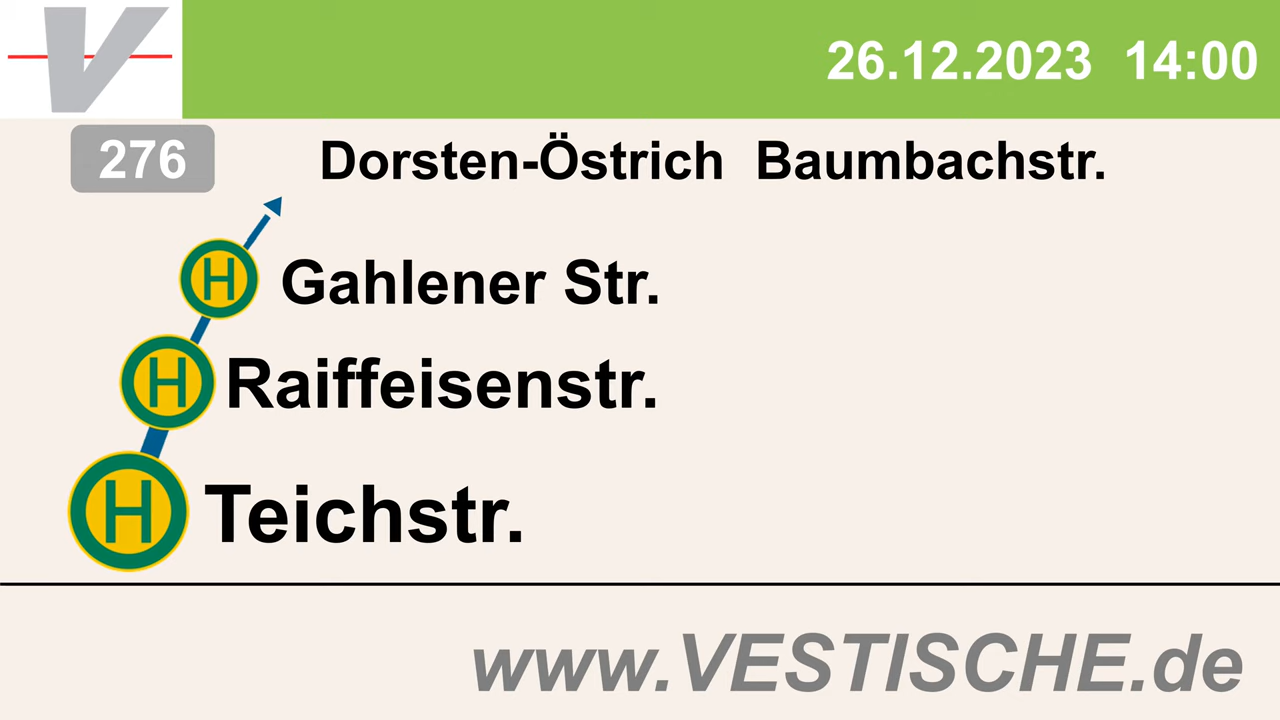 V
26.12.2023 14:00
276 Dorsten-Östrich Baumbachstr.
H Gahlener Str.
H Raiffeisenstr.
H Teichstr.
www.VESTISCHE.de